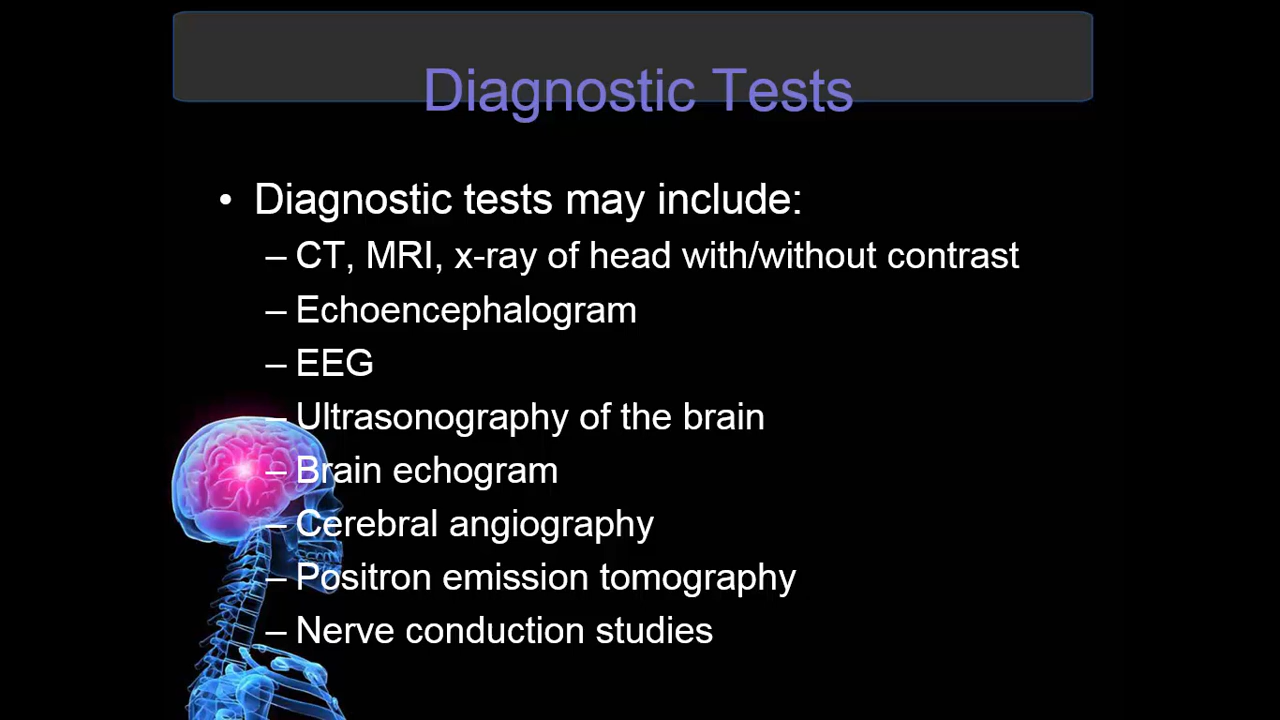 Diagnostic Tests
• Diagnostic tests may include:
– CT, MRI, x-ray of head with/without contrast
– Echoencephalogram
– EEG
– Ultrasonography of the brain
– Brain echogram
– Cerebral angiography
– Positron emission tomography
– Nerve conduction studies